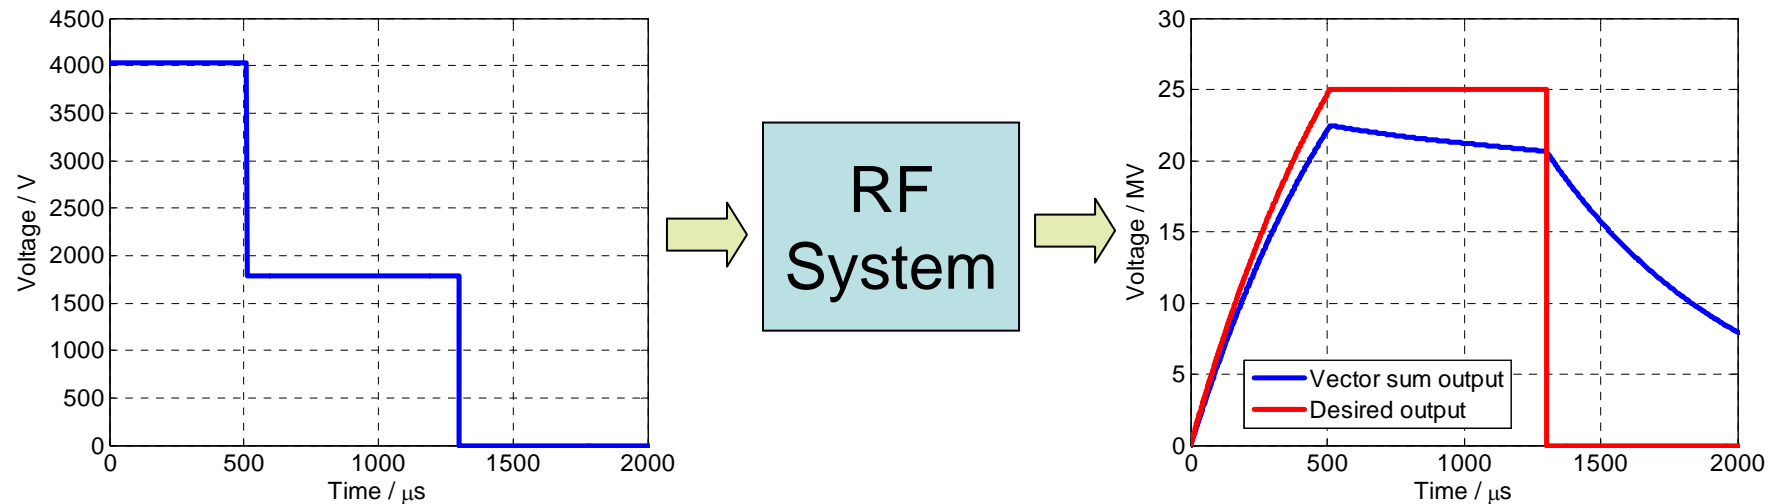 4500
4000
3500
3000
2500
2000
1500
1000
500
0
Voltage / V
0 500 1000 1500 2000
Time / μs
RF
System
30
25
20
15
10
5
0
Voltage / MV
Vector sum output
Desired output
0 500 1000 1500 2000
Time / μs